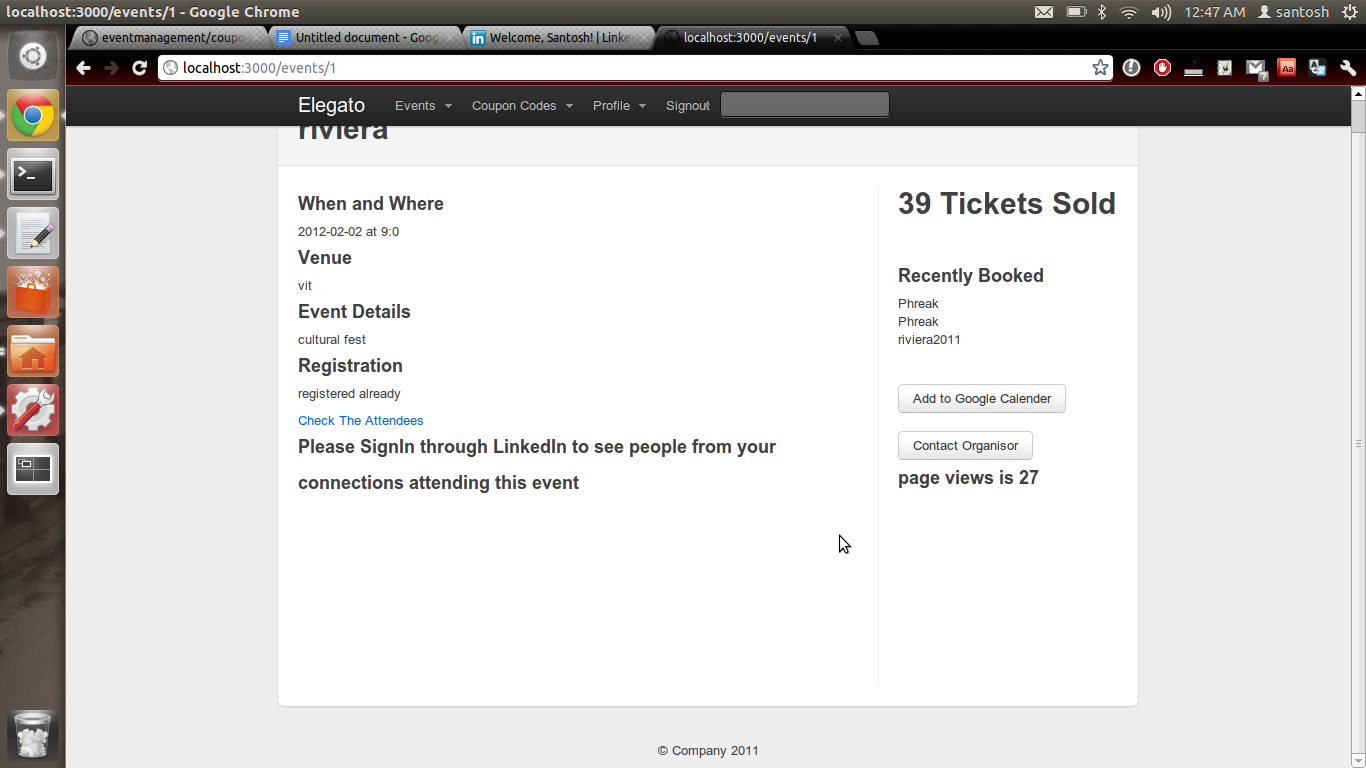 localhost:3000/events/1 - Google Chrome
12:47 AM santosh
eventmanagement/coupo
Untitled document - Goog
Welcome, Santosh! | Linke
localhost:3000/events/1
localhost:3000/events/1
Elegato Events Coupon Codes Profile Signout
riviera
When and Where
2012-02-02 at 9:0
Venue
vit
Event Details
cultural fest
Registration
registered already
Check The Attendees
Please SignIn through LinkedIn to see people from your
connections attending this event
39 Tickets Sold
Recently Booked
Phreak
Phreak
riviera2011
Add to Google Calender
Contact Organisor
page views is 27
© Company 2011